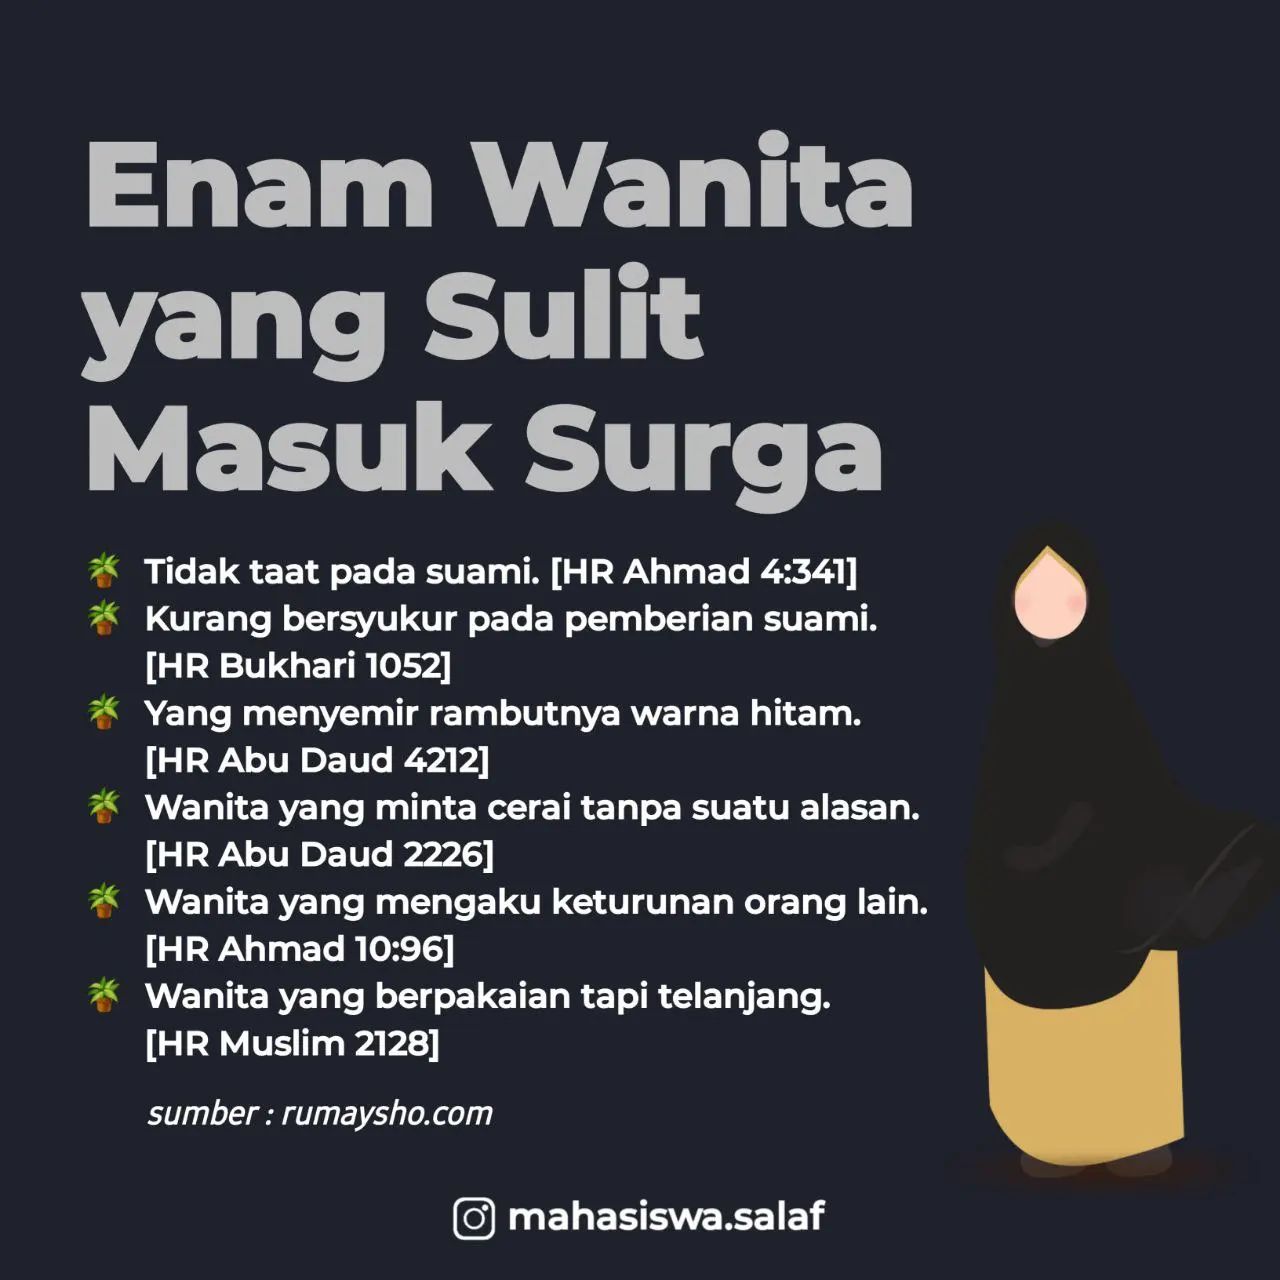 Enam Wanita
yang Sulit
Masuk Surga
Tidak taat pada suami. [HR Ahmad 4:341]
Kurang bersyukur pada pemberian suami.
[HR Bukhari 1052]
Yang menyemir rambutnya warna hitam.
[HR Abu Daud 4212]
Wanita yang minta cerai tanpa suatu alasan.
[HR Abu Daud 2226]
Wanita yang mengaku keturunan orang lain.
[HR Ahmad 10:96]
Wanita yang berpakaian tapi telanjang.
[HR Muslim 2128]
sumber : rumaysho.com
mahasiswa.salaf